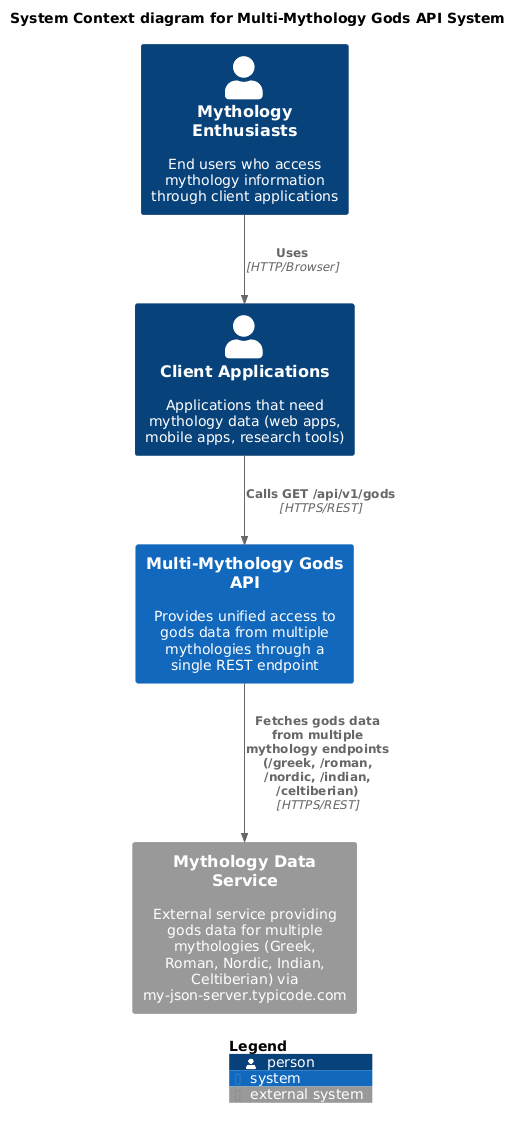 System Context diagram for Multi-Mythology Gods API System
Mythology
Enthusiasts
End users who access
mythology information
through client applications
Uses
[HTTP/Browser]
Client Applications
Applications that need
mythology data (web apps,
mobile apps, research tools)
Calls GET /api/v1/gods
[HTTPS/REST]
Multi-Mythology Gods
API
Provides unified access to
gods data from multiple
mythologies through a
single REST endpoint
Fetches gods data
from multiple
mythology endpoints
(/greek, /roman,
/nordic, /indian,
/celtiberian)
[HTTPS/REST]
Mythology Data
Service
External service providing
gods data for multiple
mythologies (Greek,
Roman, Nordic, Indian,
Celtiberian) via
my-json-server.typicode.com
Legend
person
system
external system